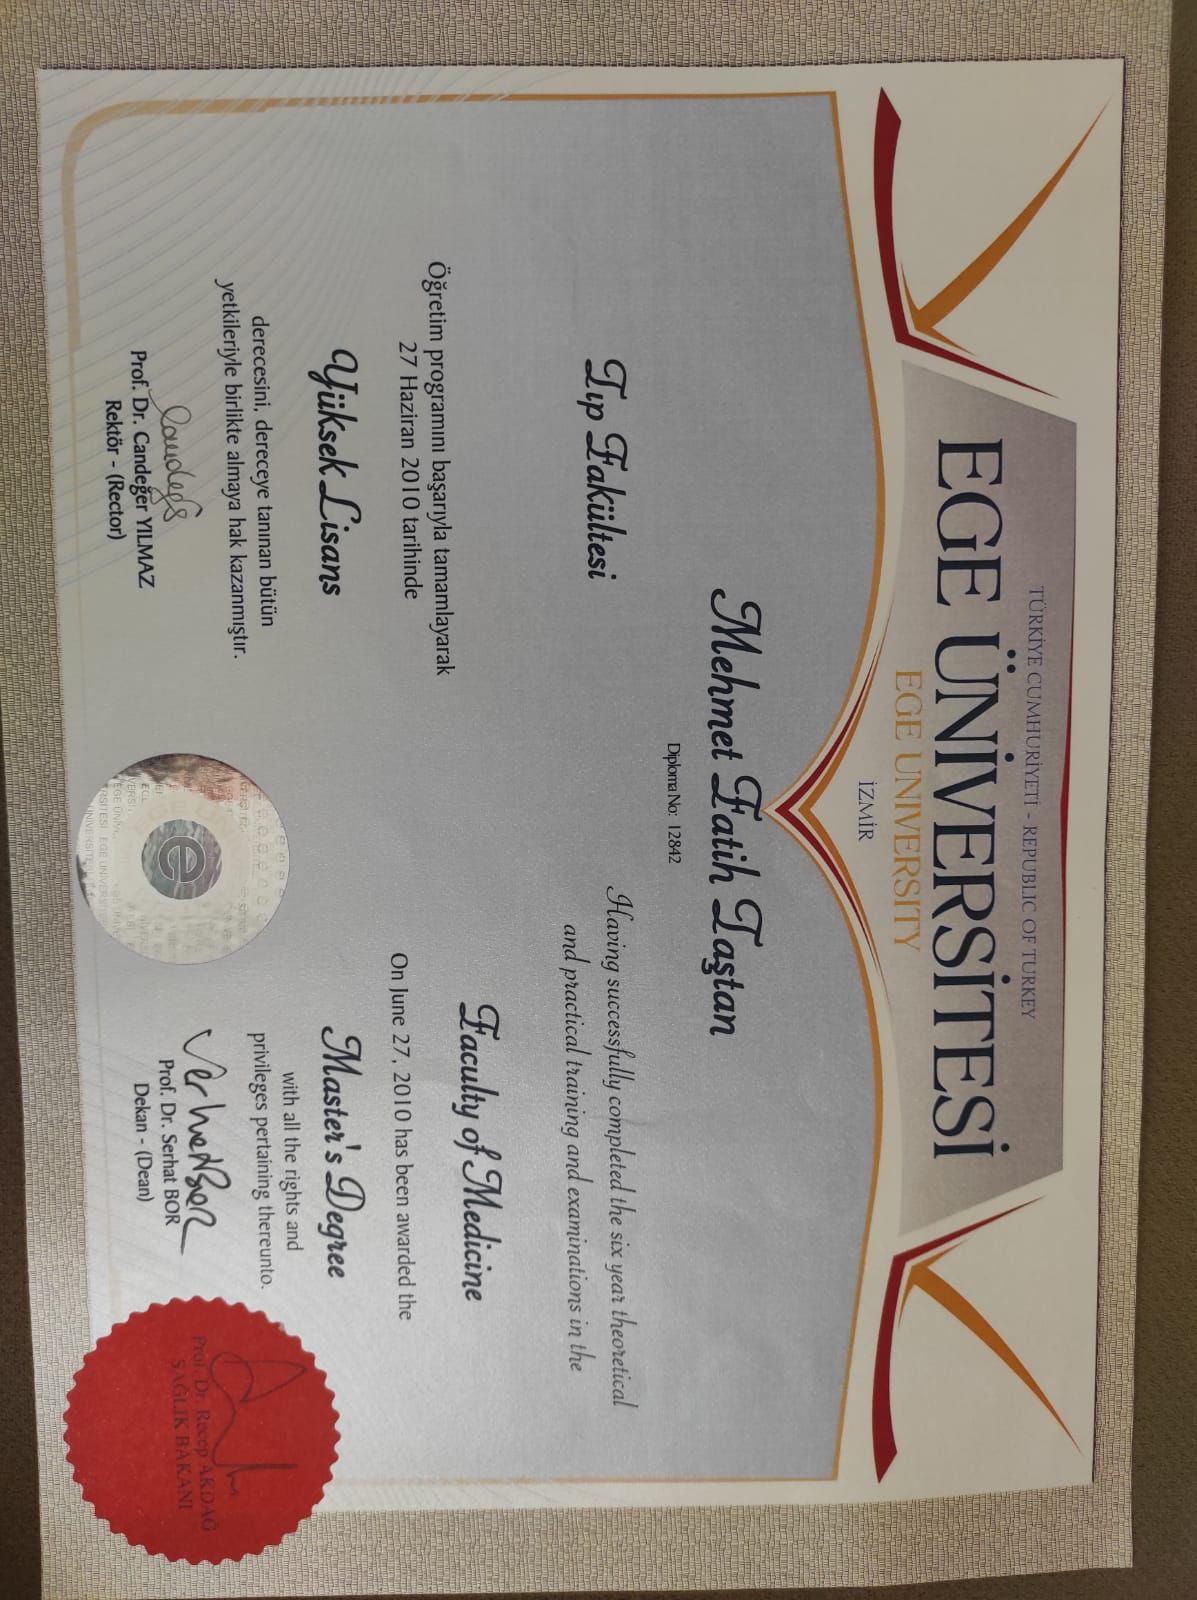 TÜRKİYE CUMHURİYETİ - REPUBLIC OF TURKEY
EGE ÜNİVERSİTESİ
EGE UNIVERSITY
İZMİR
Mehmet Fatih Taştan
Diploma No: 12842
Tıp Fakültesi
Öğretim programını başarıyla tamamlayarak
27 Haziran 2010 tarihinde
Yüksek Lisans
derecesini, dereceye tanınan bütün
yetkileriyle birlikte almaya hak kazanmıştır.
Prof. Dr. Candeğer YILMAZ
Rektör - (Rector)
Having successfully completed the six year theoretical
and practical training and examinations in the
Faculty of Medicine
On June 27, 2010 has been awarded the
Master's Degree
with all the rights and
privileges pertaining thereunto.
Prof. Dr. Serhat BOR
Dekan - (Dean)
e
Prof. Dr. Recep AKDAĞ
SAĞLIK BAKANI